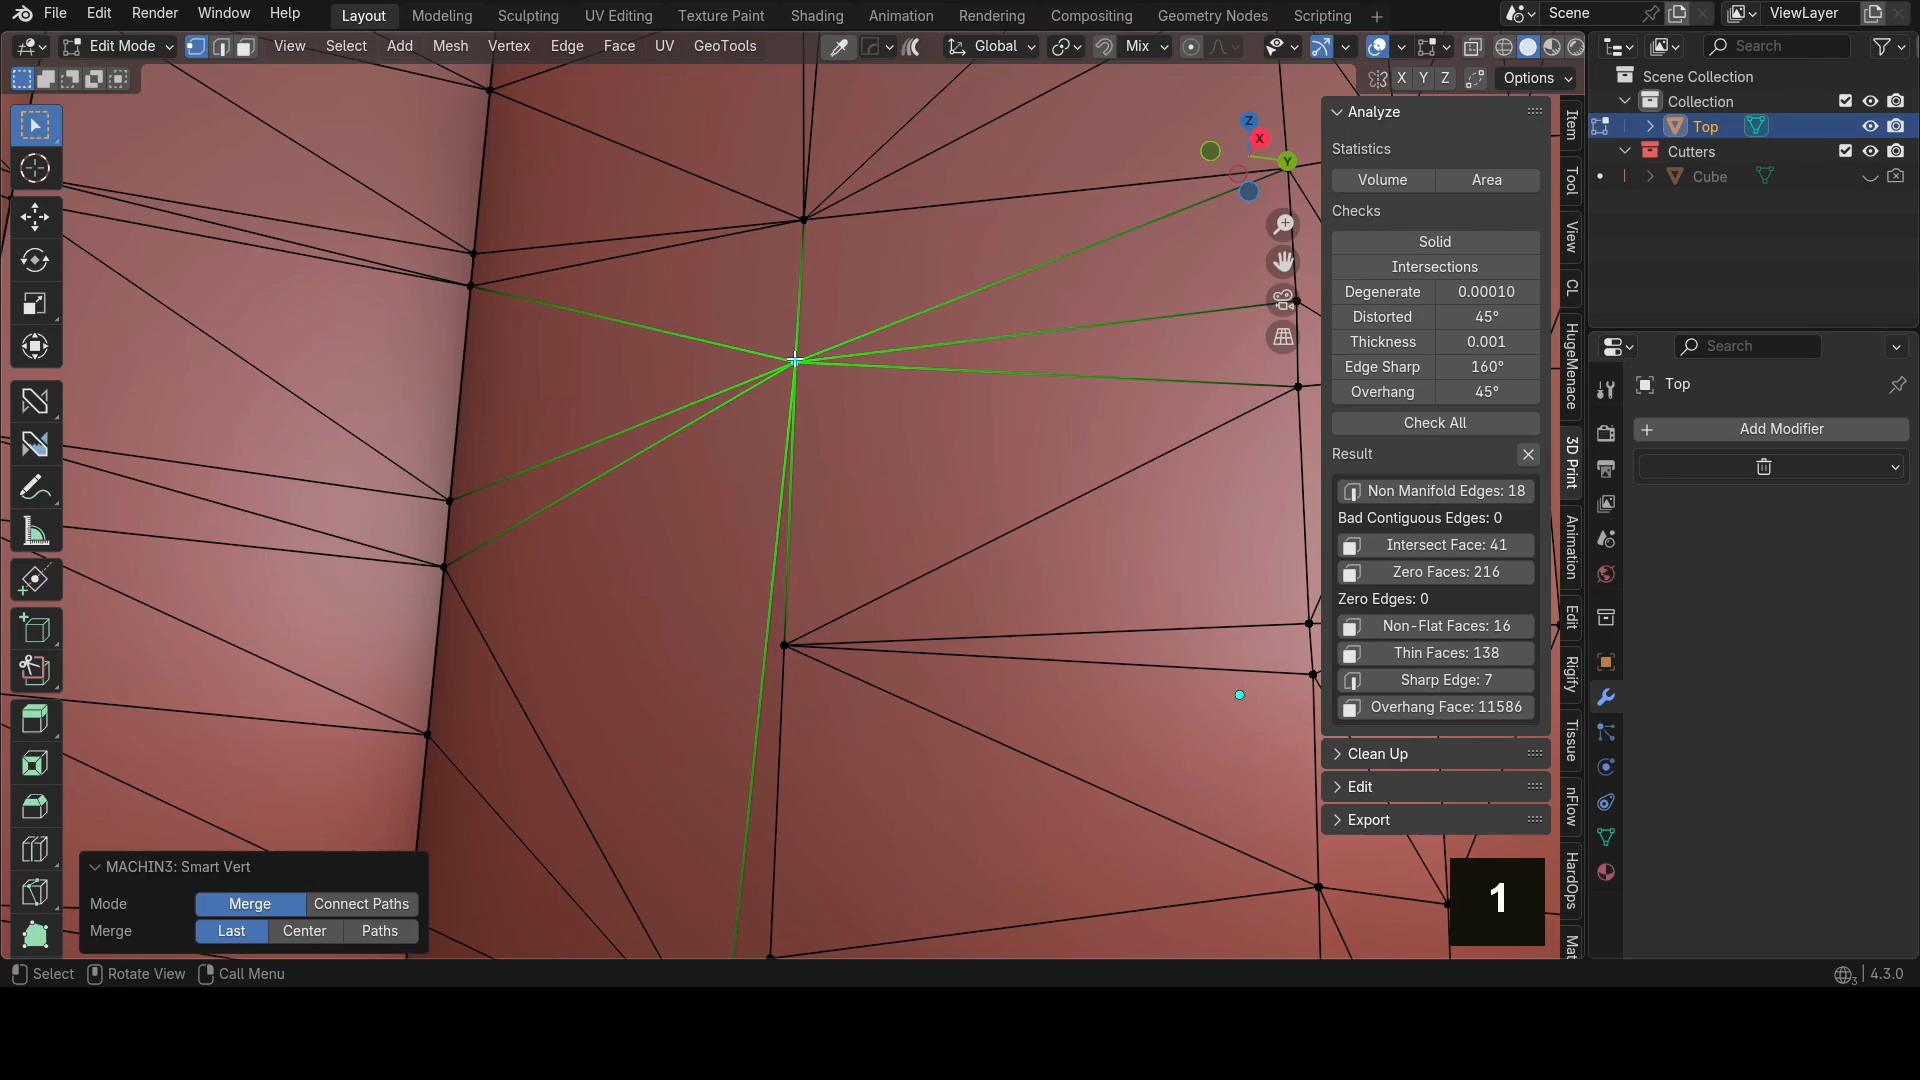 File Edit Render Window Help Layout Modeling Sculpting UV Editing Texture Paint Shading Animation Rendering Compositing Geometry Nodes Scripting + Scene ViewLayer
Edit Mode View Select Add Mesh Vertex Edge Face UV GeoTools Global Mix Search
X Y Z Options
Scene Collection
Collection
Top
Cutters
Cube
Z
X
Y
Analyze
Statistics
Volume Area
Checks
Solid
Intersections
Degenerate 0.00010
Distorted 45°
Thickness 0.001
Edge Sharp 160°
Overhang 45°
Check All
Result
Non Manifold Edges: 18
Bad Contiguous Edges: 0
Intersect Face: 41
Zero Faces: 216
Zero Edges: 0
Non-Flat Faces: 16
Thin Faces: 138
Sharp Edge: 7
Overhang Face: 11586
Clean Up
Edit
Export
Item
Tool
View
CL
HugeMenace
3D Print
Animation
Edit
Rigify
Tissue
nFlow
HardOps
Mat
Search
Top
Add Modifier
MACHIN3: Smart Vert
Mode Merge Connect Paths
Merge Last Center Paths
1
Select Rotate View Call Menu 3 4.3.0